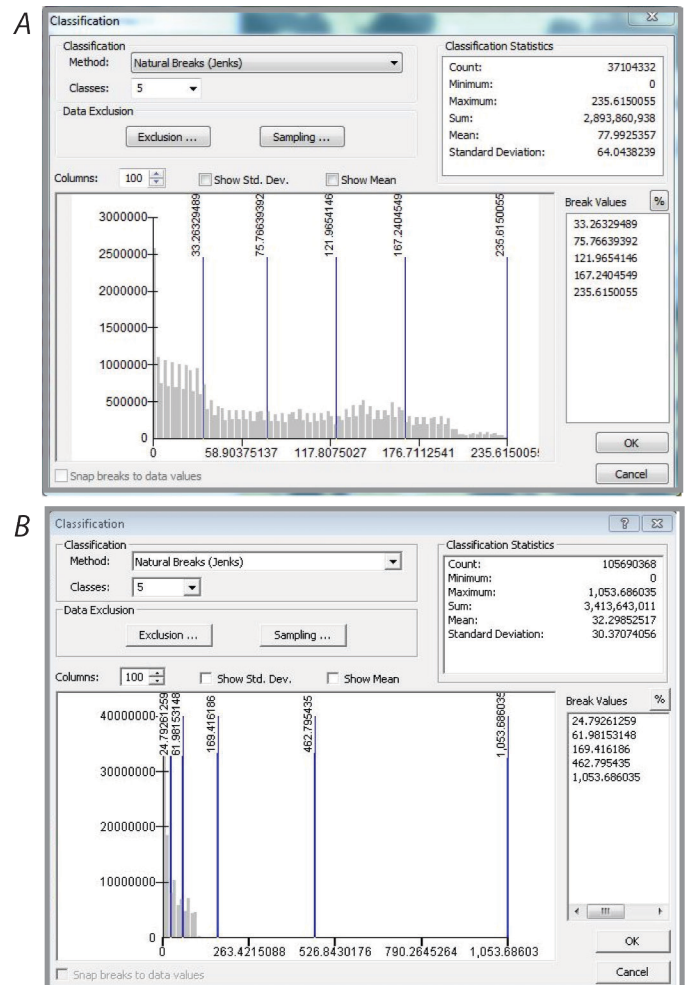 A
Classification
Classification
Method: Natural Breaks (Jenks)
Classes: 5
Data Exclusion
Exclusion ... Sampling ...
Classification Statistics
Count: 37104332
Minimum: 0
Maximum: 235.6150055
Sum: 2,893,860,938
Mean: 77.9925357
Standard Deviation: 64.0438239
Columns: 100 Show Std. Dev. Show Mean
Break Values %
33.26329489
75.76639392
121.9654146
167.2404549
235.6150055
33.26329489 75.76639392 121.9654146 167.2404549 235.6150055
3000000
2500000
2000000
1500000
1000000
500000
0
0 58.90375137 117.8075027 176.7112541 235.6150055
Snap breaks to data values
OK
Cancel
B
Classification ?
Classification
Method: Natural Breaks (Jenks)
Classes: 5
Data Exclusion
Exclusion ... Sampling ...
Classification Statistics
Count: 105690368
Minimum: 0
Maximum: 1,053.686035
Sum: 3,413,643,011
Mean: 32.29852517
Standard Deviation: 30.37074056
Columns: 100 Show Std. Dev. Show Mean
Break Values %
24.79261259
61.98153148
169.416186
462.795435
1,053.686035
24.79261259 61.98153148 169.416186 462.795435 1,053.686035
40000000
30000000
20000000
10000000
0
0 263.4215088 526.8430176 790.2645264 1,053.68603
Snap breaks to data values
OK
Cancel